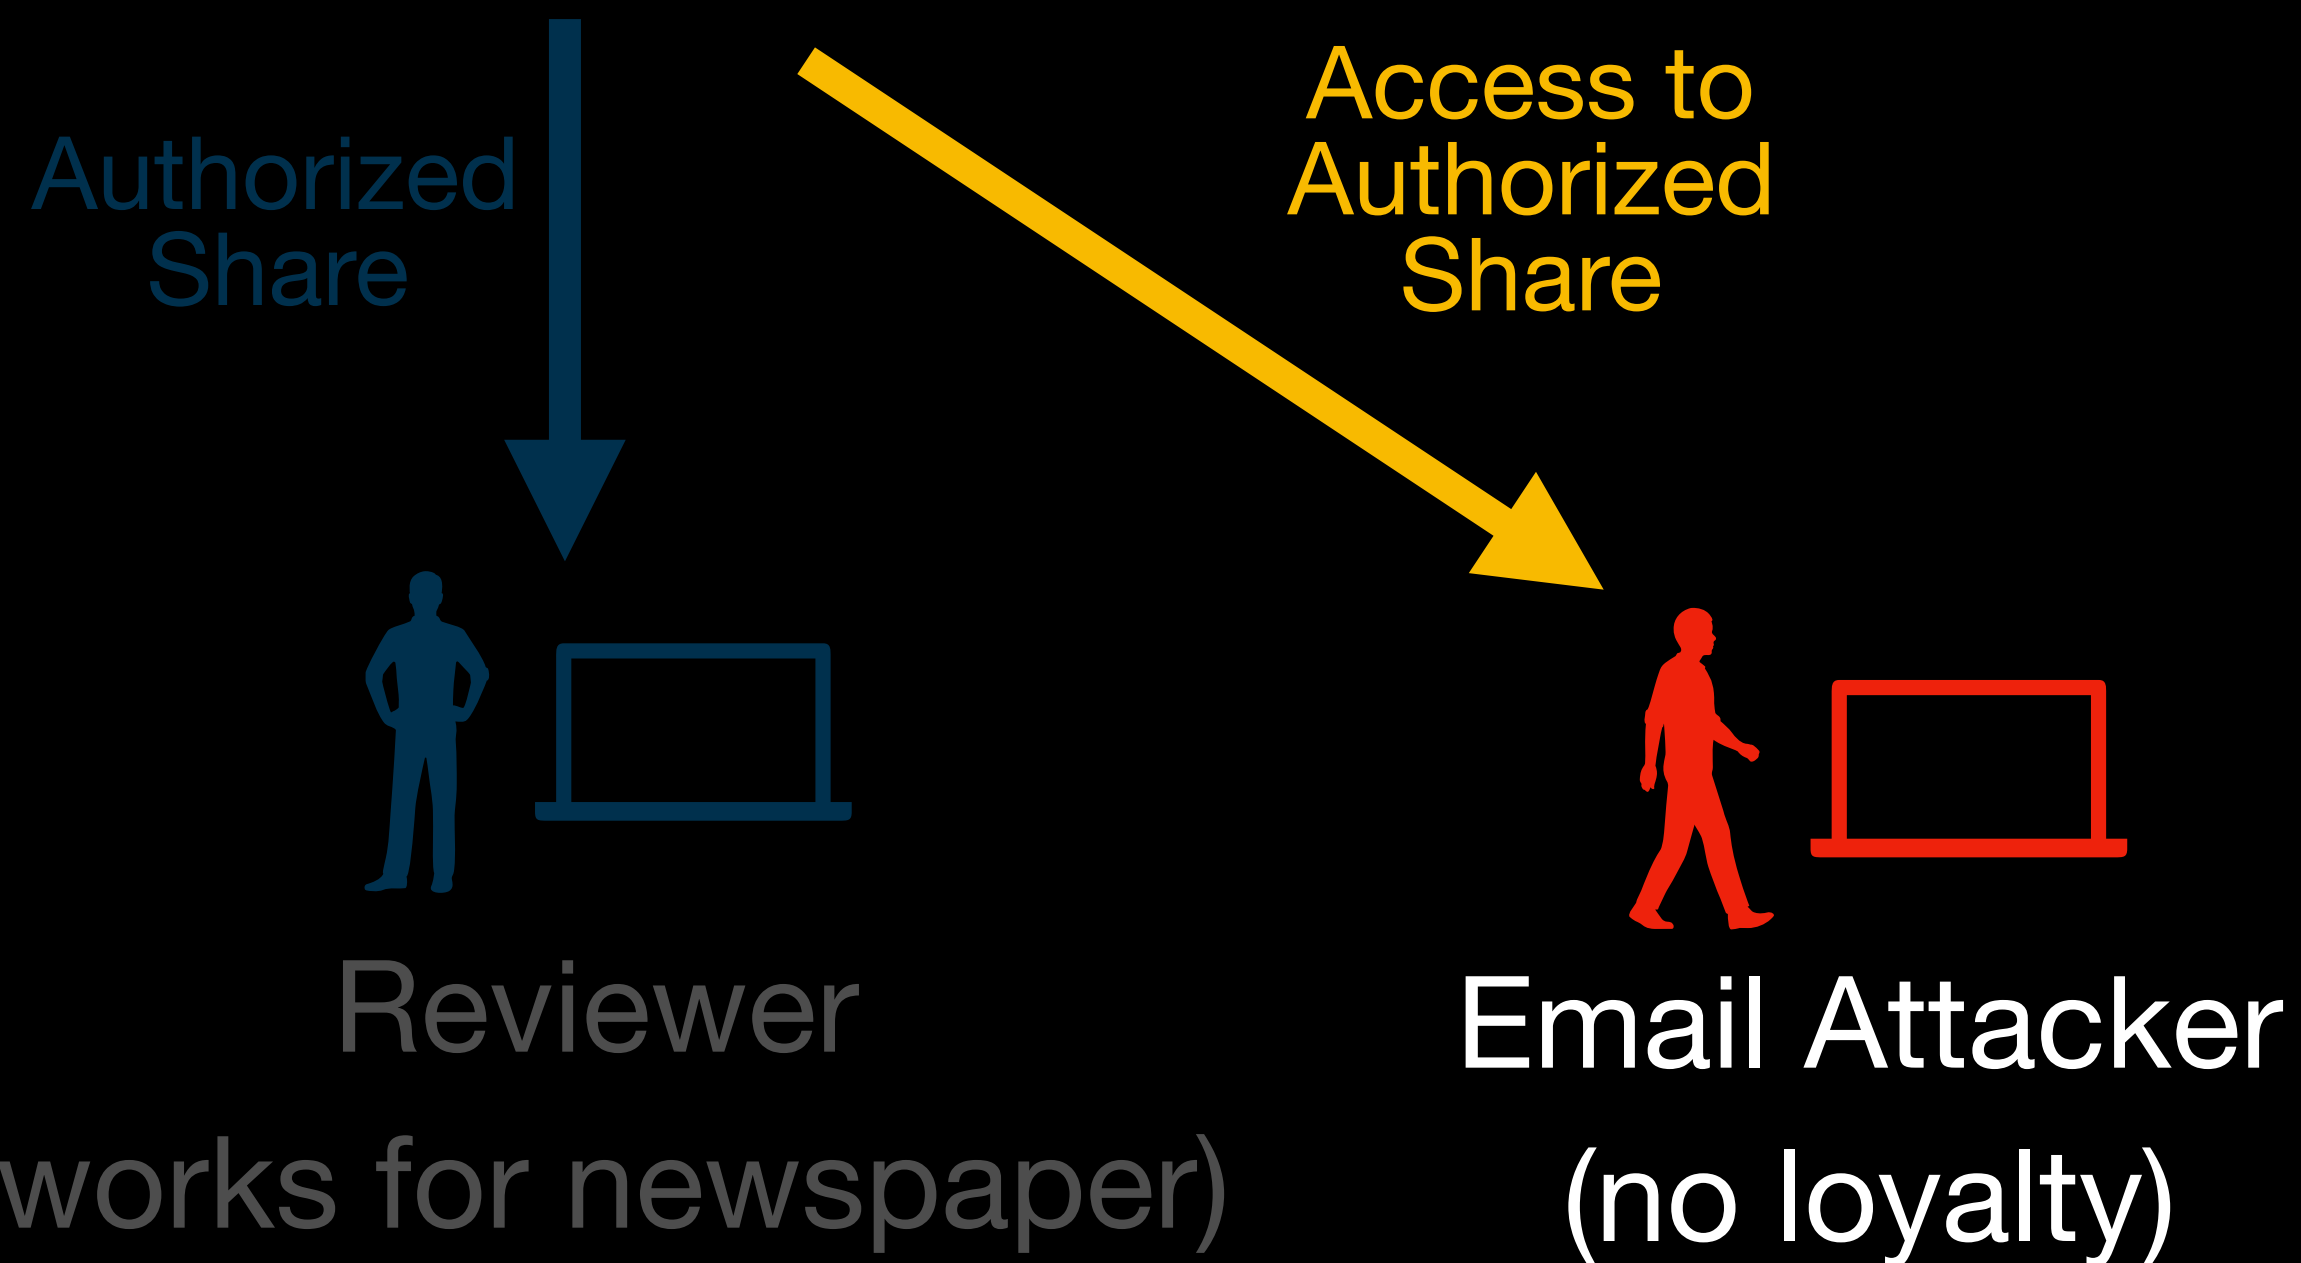 Authorized
Share
Access to
Authorized
Share
Reviewer
works for newspaper)
Email Attacker
(no loyalty)